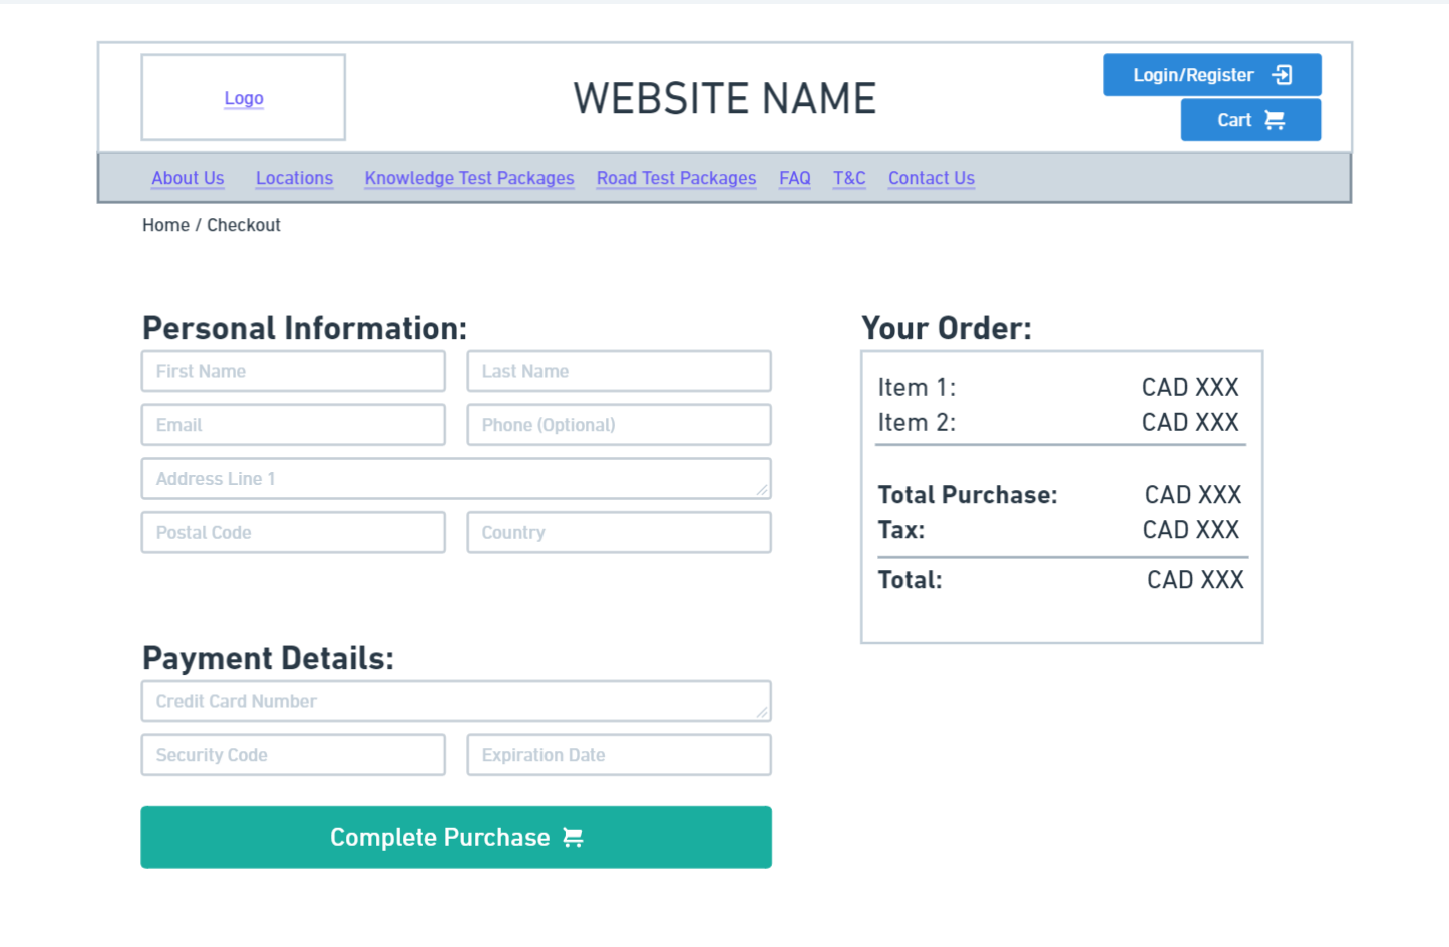 Logo
WEBSITE NAME
Login/Register
Cart
About Us Locations Knowledge Test Packages Road Test Packages FAQ T&C Contact Us
Home / Checkout
Personal Information:
First Name Last Name
Email Phone (Optional)
Address Line 1
Postal Code Country
Payment Details:
Credit Card Number
Security Code Expiration Date
Complete Purchase
Your Order:
Item 1: CAD XXX
Item 2: CAD XXX
Total Purchase: CAD XXX
Tax: CAD XXX
Total: CAD XXX